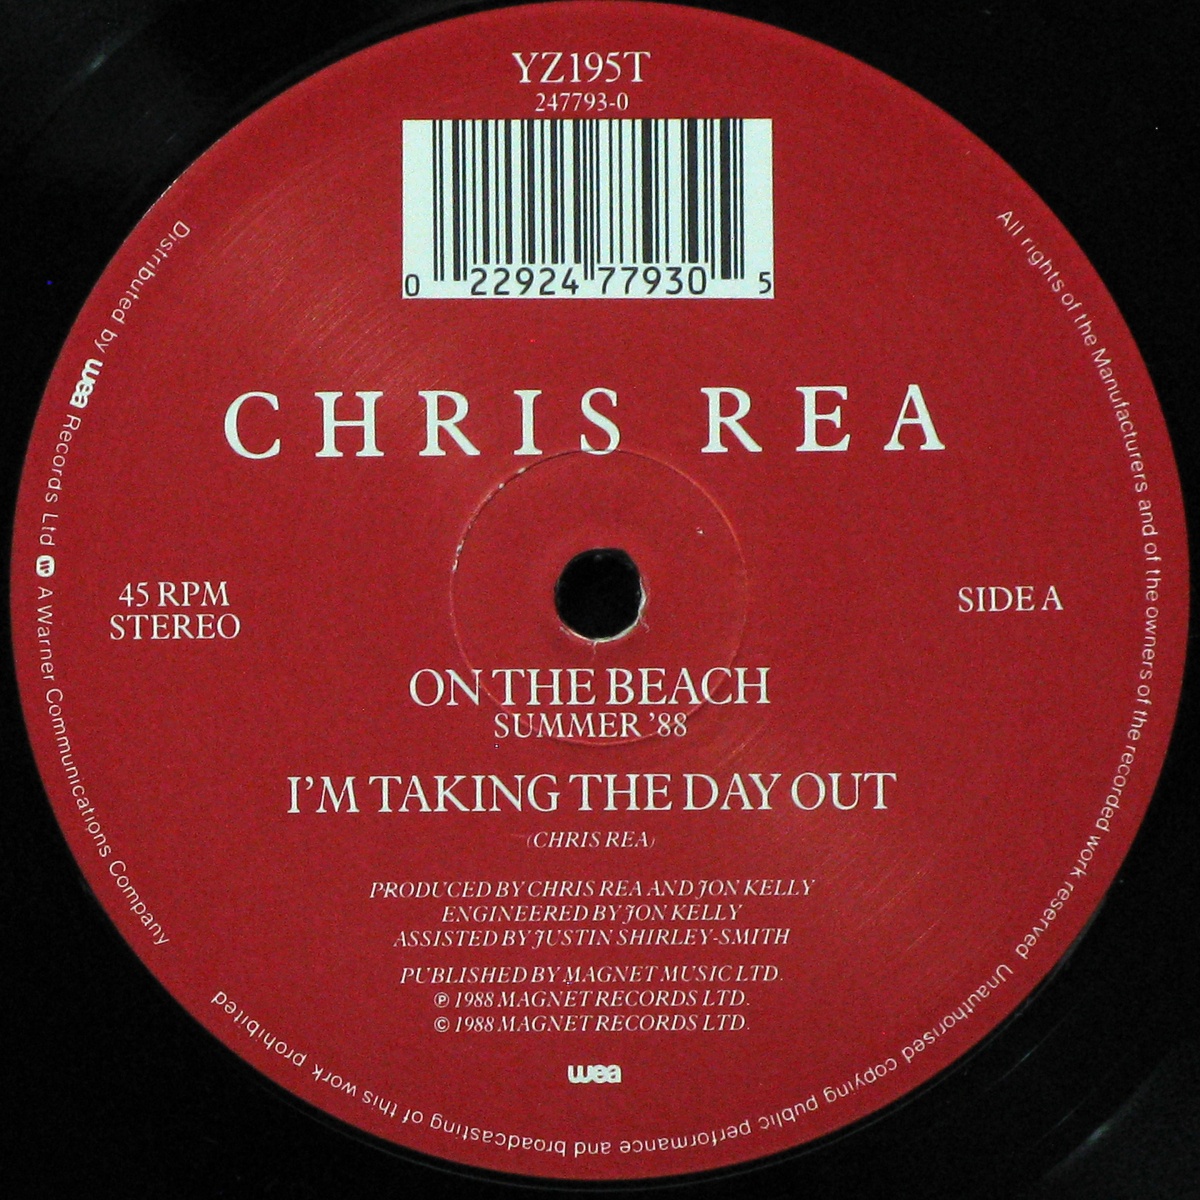 YZ195T
247793-0
0 22924 77930 5
CHRIS REA
45 RPM
STEREO
SIDE A
ON THE BEACH
SUMMER '88
I'M TAKING THE DAY OUT
(CHRIS REA)
PRODUCED BY CHRIS REA AND JON KELLY
ENGINEERED BY JON KELLY
ASSISTED BY JUSTIN SHIRLEY-SMITH
PUBLISHED BY MAGNET MUSIC LTD.
℗ 1988 MAGNET RECORDS LTD.
© 1988 MAGNET RECORDS LTD.
wea
Distributed by wea Records Ltd A Warner Communications Company
All rights of the Manufacturers and of the owners of the recorded work reserved Unauthorised copying public performance and broadcasting of this work prohibited